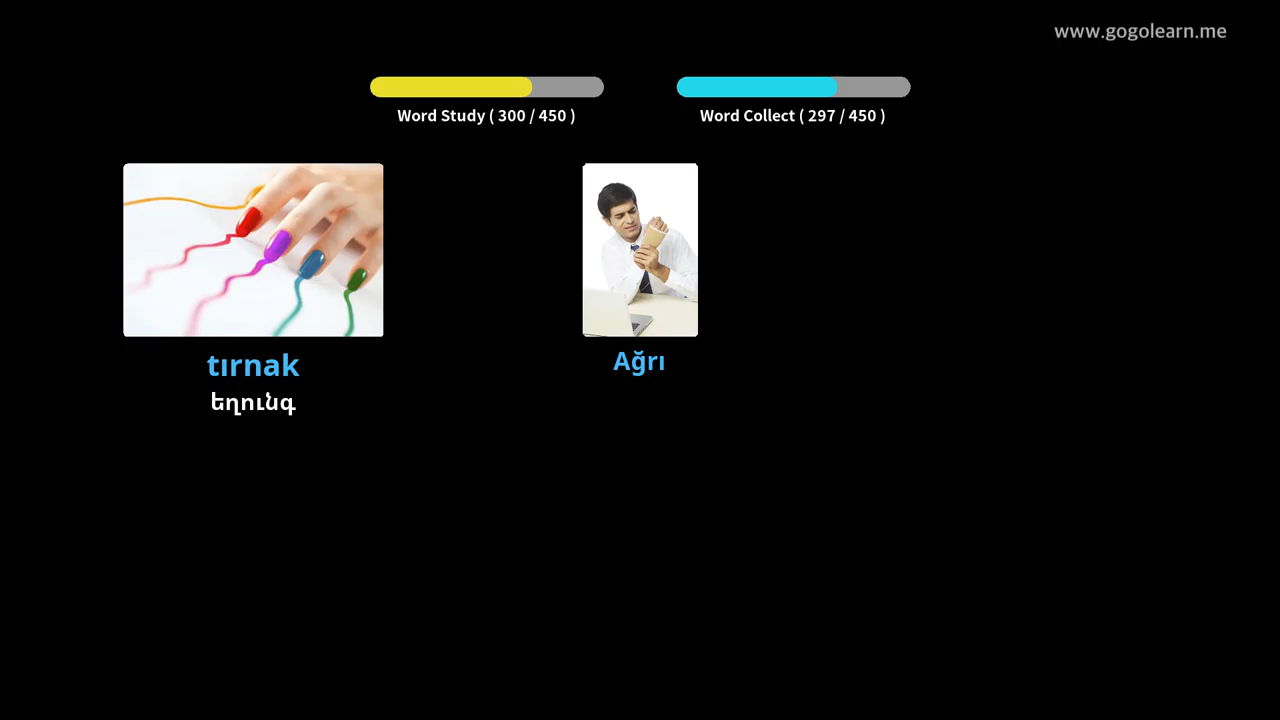 www.gogolearn.me
Word Study ( 300 / 450 )
Word Collect ( 297 / 450 )
tırnak
եղունգ
Ağrı